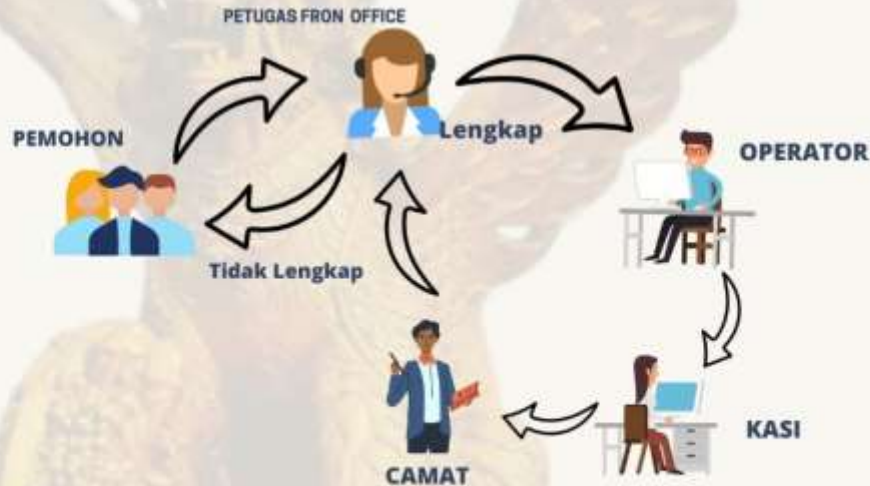 PETUGAS FRON OFFICE
PEMOHON
Lengkap
OPERATOR
Tidak Lengkap
KASI
CAMAT